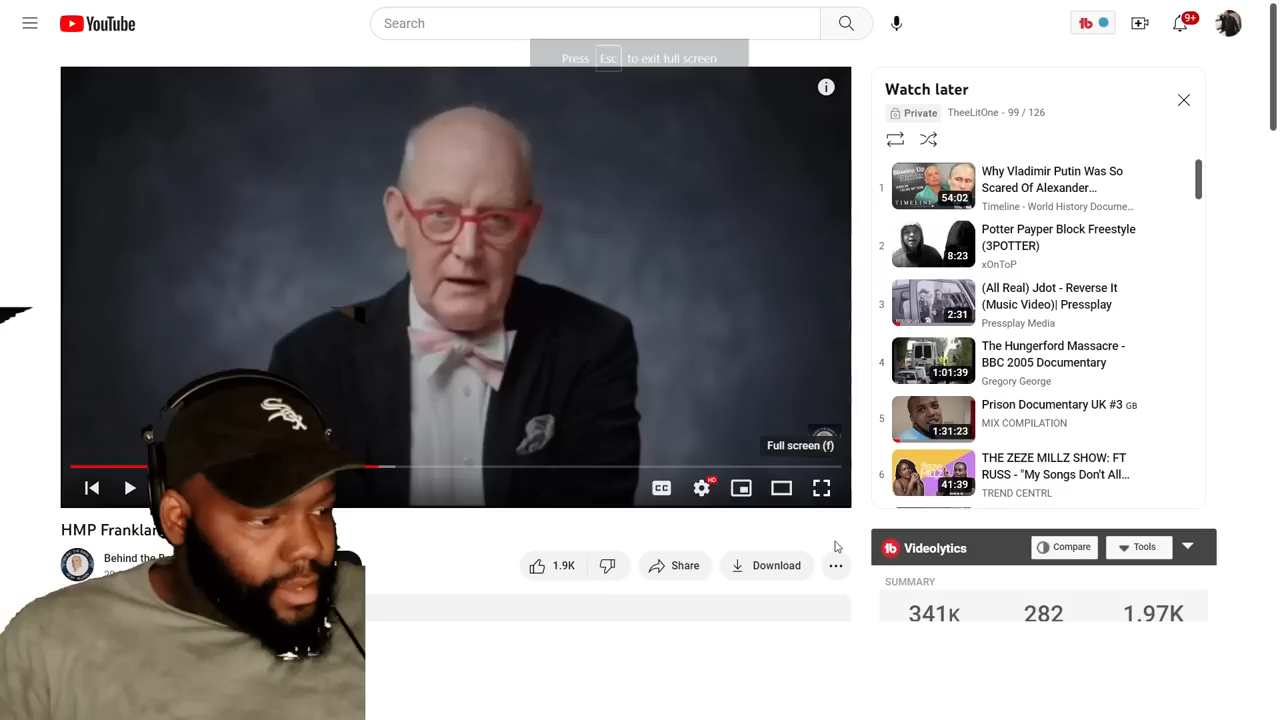 YouTube
Search
9+
Press Esc to exit full screen
Watch later
Private
TheeLitOne - 99 / 126
1
54:02
Why Vladimir Putin Was So
Scared Of Alexander…
Timeline - World History Docume…
2
8:23
Potter Payper Block Freestyle
(3POTTER)
xOnToP
3
2:31
(All Real) Jdot - Reverse It
(Music Video)| Pressplay
Pressplay Media
4
1:01:39
The Hungerford Massacre -
BBC 2005 Documentary
Gregory George
5
1:31:23
Prison Documentary UK #3 GB
MIX COMPILATION
6
41:39
THE ZEZE MILLZ SHOW: FT
RUSS - "My Songs Don't All…
TREND CENTRL
Full screen (f)
CC
HD
HMP
Behind the
1.9K
Share
Download
Videolytics
Compare
Tools
SUMMARY
341K
282
1.97K